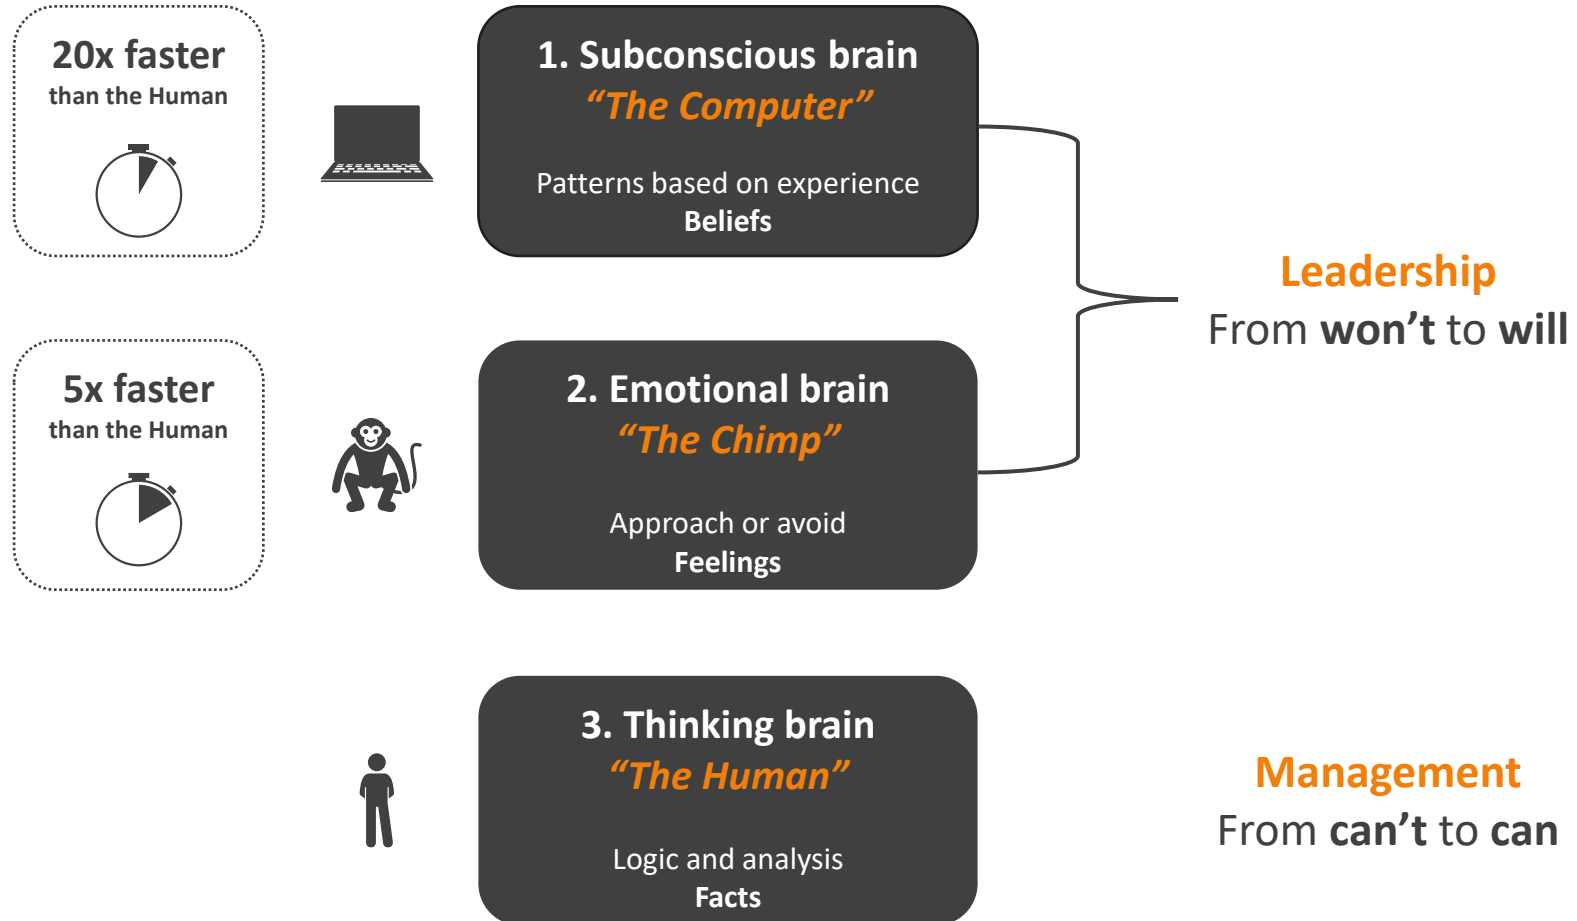 20x faster
than the Human
1. Subconscious brain
“The Computer”
Patterns based on experience
Beliefs
5x faster
than the Human
2. Emotional brain
“The Chimp”
Approach or avoid
Feelings
Leadership
From won’t to will
3. Thinking brain
“The Human”
Logic and analysis
Facts
Management
From can’t to can